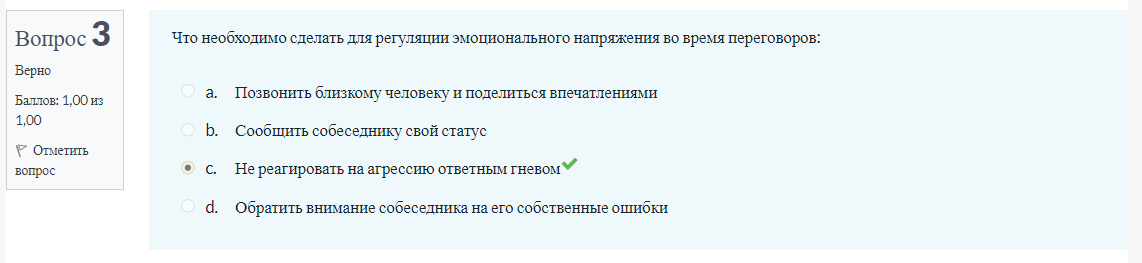 Вопрос 3
Верно
Баллов: 1,00 из
1,00
Отметить
вопрос
Что необходимо сделать для регуляции эмоционального напряжения во время переговоров:
a. Позвонить близкому человеку и поделиться впечатлениями
b. Сообщить собеседнику свой статус
c. Не реагировать на агрессию ответным гневом
d. Обратить внимание собеседника на его собственные ошибки